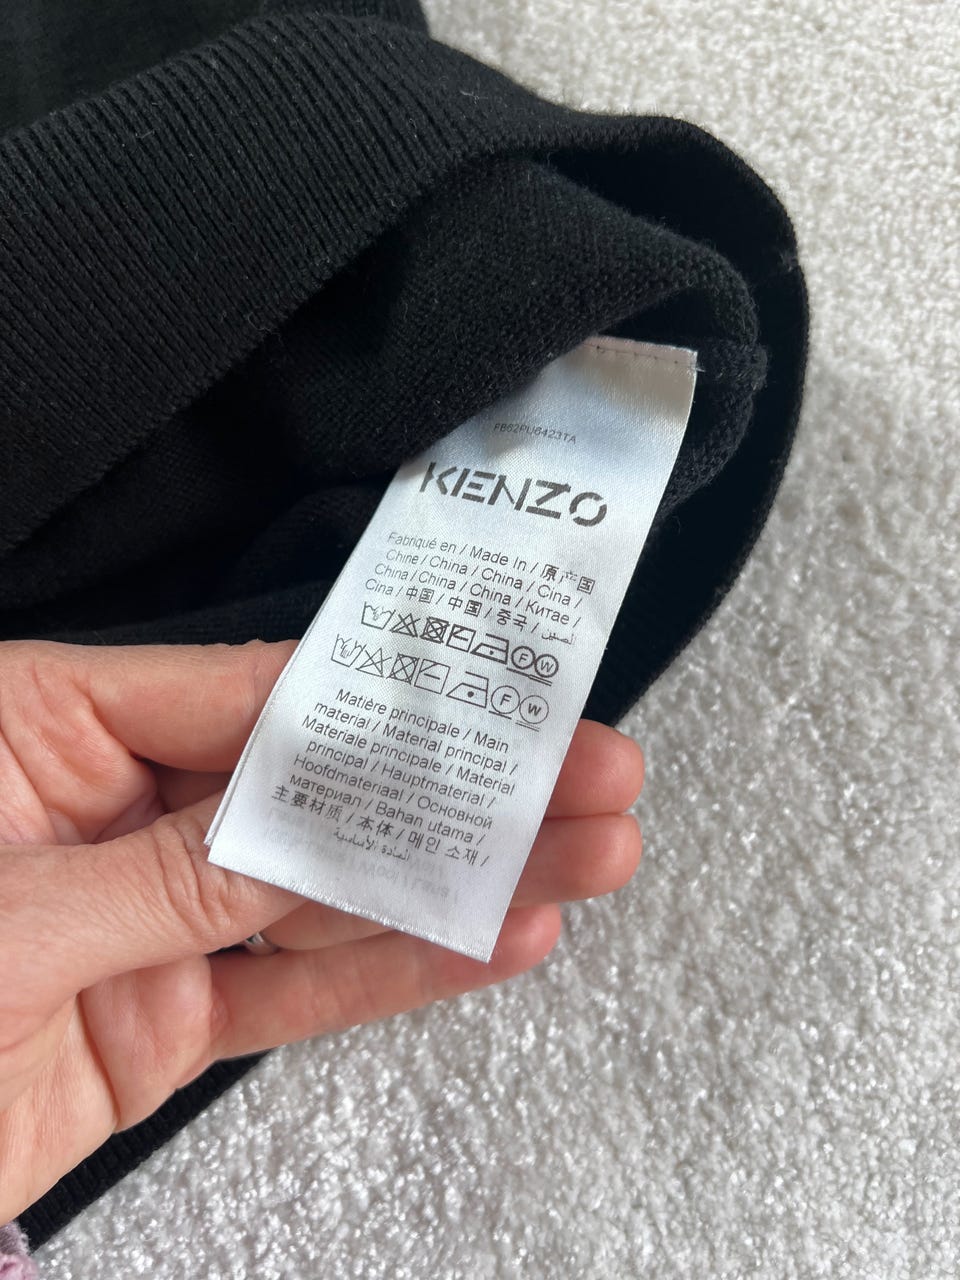 FB62PU6423TA
KENZO
Fabriqué en / Made In / 原产国
Chine / China / China / Cina /
China / China / China / Китае /
Cina / 中国 / 中国 / 중국 / الصين
F W
F W
Matière principale / Main
material / Material principal /
Materiale principale / Material
principal / Hauptmaterial /
Hoofdmateriaal / Основной
материал / Bahan utama /
主要材质 / 本体 / 메인 소재 /
المادة الأساسية